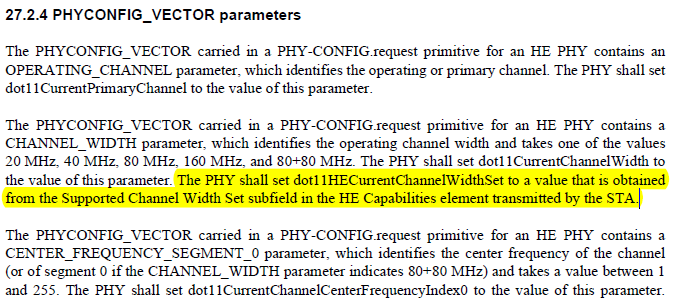 27.2.4 PHYCONFIG_VECTOR parameters
The PHYCONFIG_VECTOR carried in a PHY-CONFIG.request primitive for an HE PHY contains an
OPERATING_CHANNEL parameter, which identifies the operating or primary channel. The PHY shall set
dot11CurrentPrimaryChannel to the value of this parameter.
The PHYCONFIG_VECTOR carried in a PHY-CONFIG.request primitive for an HE PHY contains a
CHANNEL_WIDTH parameter, which identifies the operating channel width and takes one of the values
20 MHz, 40 MHz, 80 MHz, 160 MHz, and 80+80 MHz. The PHY shall set dot11CurrentChannelWidth to
the value of this parameter. The PHY shall set dot11HECurrentChannelWidthSet to a value that is obtained
from the Supported Channel Width Set subfield in the HE Capabilities element transmitted by the STA.
The PHYCONFIG_VECTOR carried in a PHY-CONFIG.request primitive for an HE PHY contains a
CENTER_FREQUENCY_SEGMENT_0 parameter, which identifies the center frequency of the channel
(or of segment 0 if the CHANNEL_WIDTH parameter indicates 80+80 MHz) and takes a value between 1
and 255. The PHY shall set dot11CurrentChannelCenterFrequencyIndex0 to the value of this parameter.